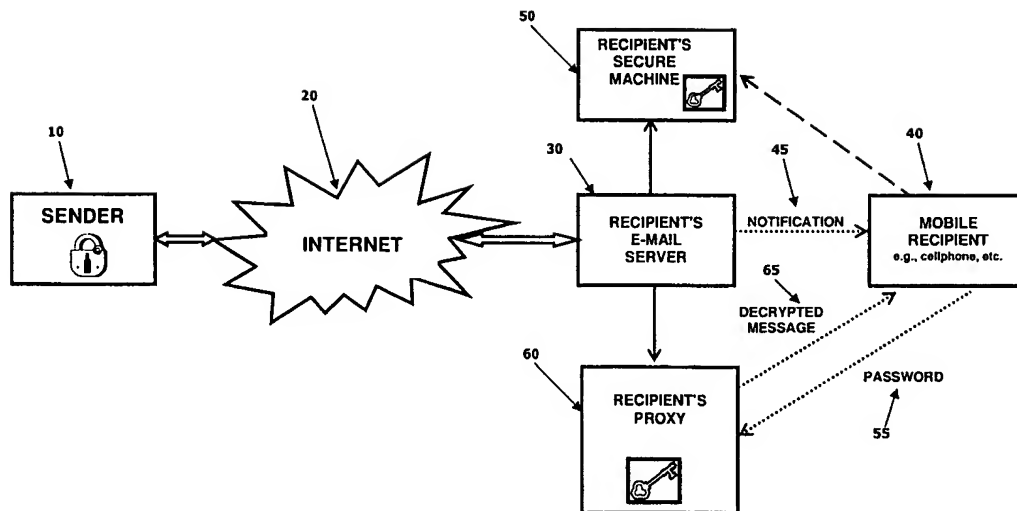 50
RECIPIENT'S
SECURE
MACHINE
10
20
30
45
40
SENDER
INTERNET
RECIPIENT'S
E-MAIL
SERVER
NOTIFICATION
MOBILE
RECIPIENT
e.g., cellphone, etc.
65
DECRYPTED
MESSAGE
60
RECIPIENT'S
PROXY
PASSWORD
55